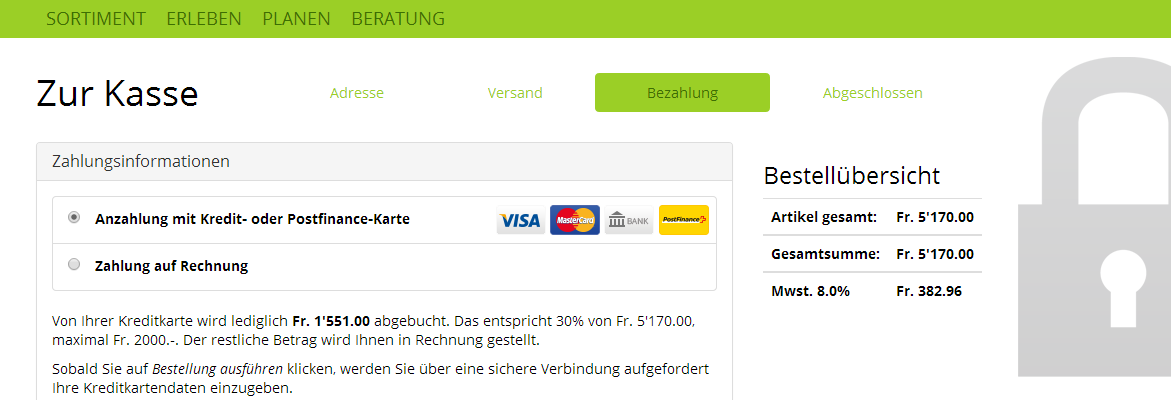 SORTIMENT ERLEBEN PLANEN BERATUNG
Zur Kasse
Adresse Versand Bezahlung Abgeschlossen
Zahlungsinformationen
Anzahlung mit Kredit- oder Postfinance-Karte
VISA MasterCard BANK PostFinance
Zahlung auf Rechnung
Von Ihrer Kreditkarte wird lediglich Fr. 1'551.00 abgebucht. Das entspricht 30% von Fr. 5'170.00,
maximal Fr. 2000.-. Der restliche Betrag wird Ihnen in Rechnung gestellt.
Sobald Sie auf Bestellung ausführen klicken, werden Sie über eine sichere Verbindung aufgefordert
Ihre Kreditkartendaten einzugeben.
Bestellübersicht
Artikel gesamt: Fr. 5'170.00
Gesamtsumme: Fr. 5'170.00
Mwst. 8.0% Fr. 382.96